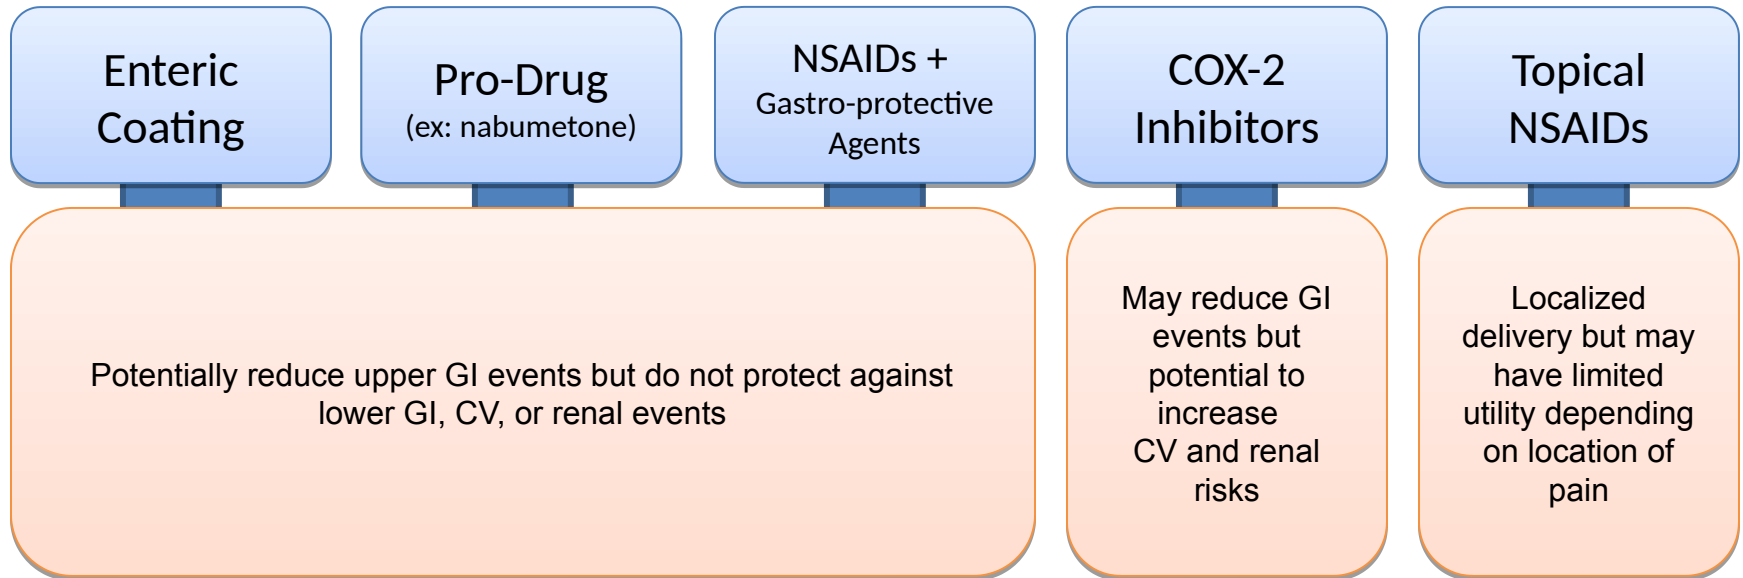 Enteric
Coating
Pro-Drug
(ex: nabumetone)
NSAIDs +
Gastro-protective
Agents
COX-2
Inhibitors
Topical
NSAIDs
Potentially reduce upper GI events but do not protect against
lower GI, CV, or renal events
May reduce GI
events but
potential to
increase
CV and renal
risks
Localized
delivery but may
have limited
utility depending
on location of
pain